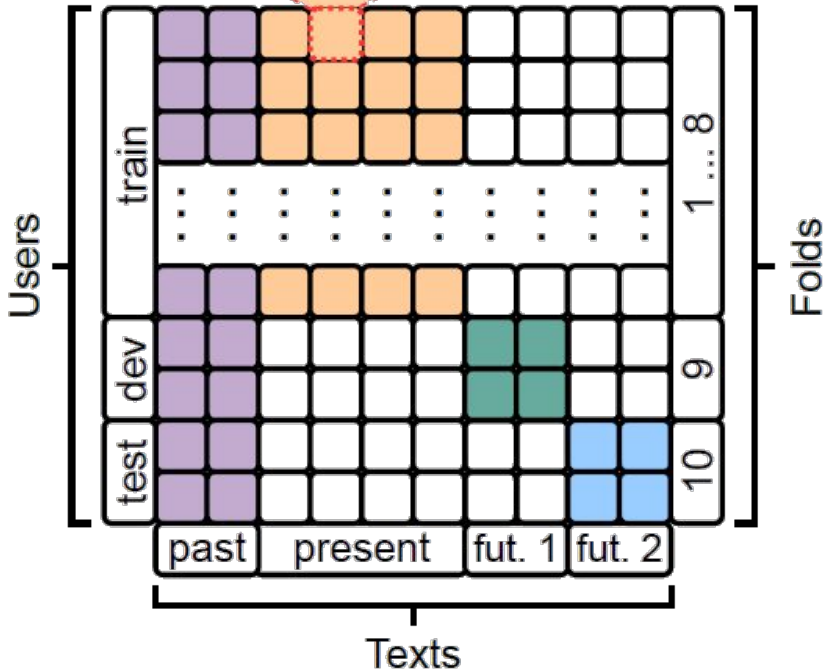 Users
train
dev
test
1 ... 8
9
10
Folds
past present fut. 1 fut. 2
Texts